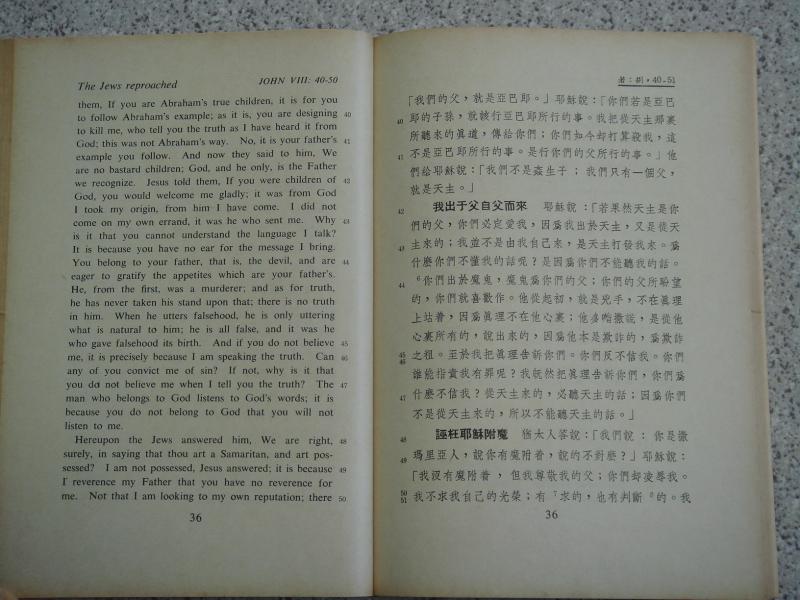 The Jews reproached JOHN VIII: 40-50
them, If you are Abraham's true children, it is for you
to follow Abraham's example; as it is, you are designing 40
to kill me, who tell you the truth as I have heard it from
God; this was not Abraham's way. No, it is your father's 41
example you follow. And now they said to him, We
are no bastard children; God, and he only, is the Father
we recognize. Jesus told them, If you were children of 42
God, you would welcome me gladly; it was from God
I took my origin, from him I have come. I did not
come on my own errand, it was he who sent me. Why 43
is it that you cannot understand the language I talk?
It is because you have no ear for the message I bring.
You belong to your father, that is, the devil, and are 44
eager to gratify the appetites which are your father's.
He, from the first, was a murderer; and as for truth,
he has never taken his stand upon that; there is no truth
in him. When he utters falsehood, he is only uttering
what is natural to him; he is all false, and it was he
who gave falsehood its birth. And if you do not believe 45
me, it is precisely because I am speaking the truth. Can 46
any of you convict me of sin? If not, why is it that
you do not believe me when I tell you the truth? The 47
man who belongs to God listens to God's words; it is
because you do not belong to God that you will not
listen to me.
Hereupon the Jews answered him, We are right, 48
surely, in saying that thou art a Samaritan, and art pos-
sessed? I am not possessed, Jesus answered; it is because 49
I reverence my Father that you have no reverence for
me. Not that I am looking to my own reputation; there 50
36
若：捌，40-51
「我們的父，就是亞巴郎。」耶穌說：「你們若是亞巴
40 郎的子孫，就該行亞巴郎所行的事。我把從天主那裏
所聽來的眞道，傳給你們；你們如今却打算殺我，這
41 不是亞巴郎所行的事。是行你們的父所行的事。」他
們給耶穌說：「我們不是姦生子；我們只有一個父，
就是天主。」
42 我出于父自父而來 耶穌說：「若果然天主是你
們的父，你們必定愛我，因爲我出於天主，又是從天
43 主來的；我並不是由我自己來，是天主打發我來。爲
什麼你們不懂我的話呢？是因爲你們不能聽我的話。
44 6你們出於魔鬼，魔鬼爲你們的父；你們的父所盼望
的，你們就喜歡作。他從起初，就是兇手，不在眞理
上站着，因爲眞理不在他心裏；他多喒撒謊，是從他
心裏所有的，說出來的，因爲他本是欺詐的，爲欺詐
45 之祖。至於我把眞理告訴你們。你們反不信我。你們
46 誰能指責我有罪呢？我旣然把眞理告訴你們，你們爲
47 什麼不信我？從天主來的，必聽天主的話；因爲你們
不是從天主來的，所以不能聽天主的話。」
48 誣枉耶穌附魔 猶太人答說：「我們說：你是撒
49 瑪里亞人，說你有魔附着，說的不對麼？」耶穌說：
「我沒有魔附着，但我尊敬我的父；你們却凌辱我。
50 51 我不求我自己的光榮；有7求的，也有判斷8的。我
36